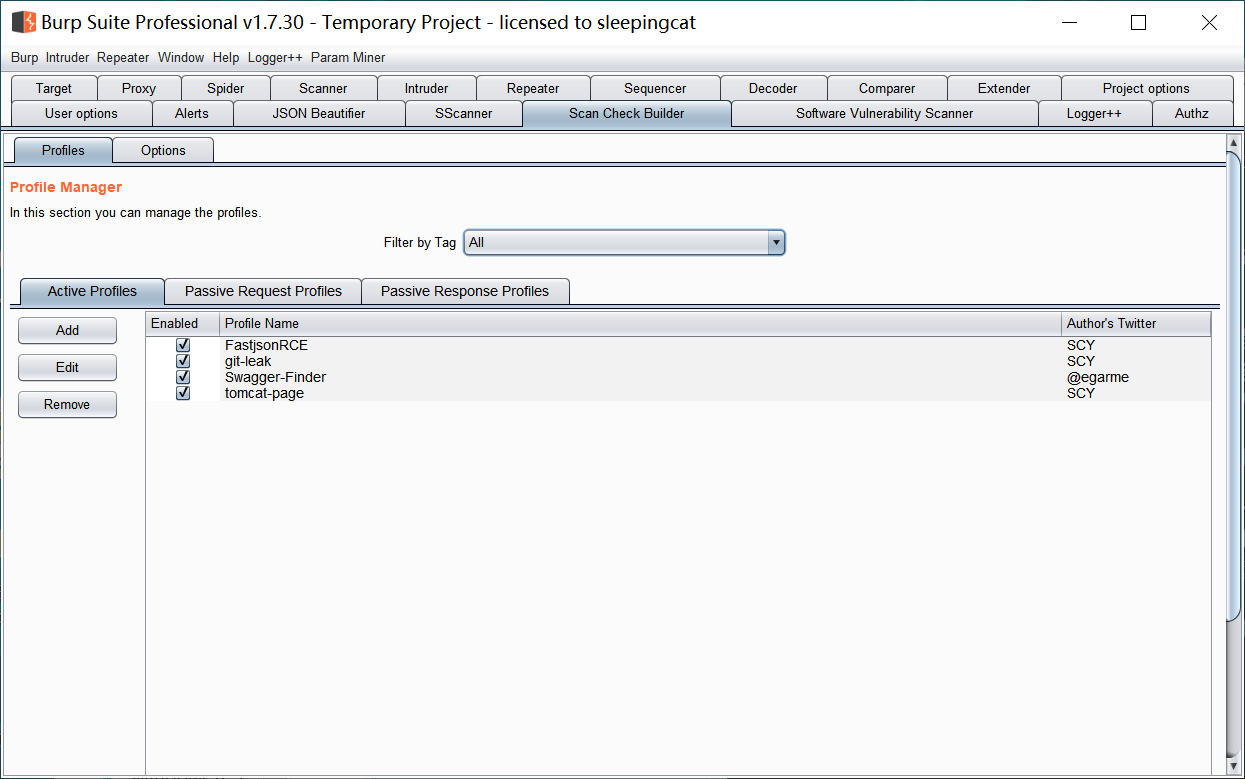 Burp Suite Professional v1.7.30 - Temporary Project - licensed to sleepingcat
Burp Intruder Repeater Window Help Logger++ Param Miner
Target Proxy Spider Scanner Intruder Repeater Sequencer Decoder Comparer Extender Project options
User options Alerts JSON Beautifier SScanner Scan Check Builder Software Vulnerability Scanner Logger++ Authz
Profiles Options
Profile Manager
In this section you can manage the profiles.
Filter by Tag All
Active Profiles Passive Request Profiles Passive Response Profiles
Add
Edit
Remove
Enabled Profile Name Author's Twitter
FastjsonRCE SCY
git-leak SCY
Swagger-Finder @egarme
tomcat-page SCY